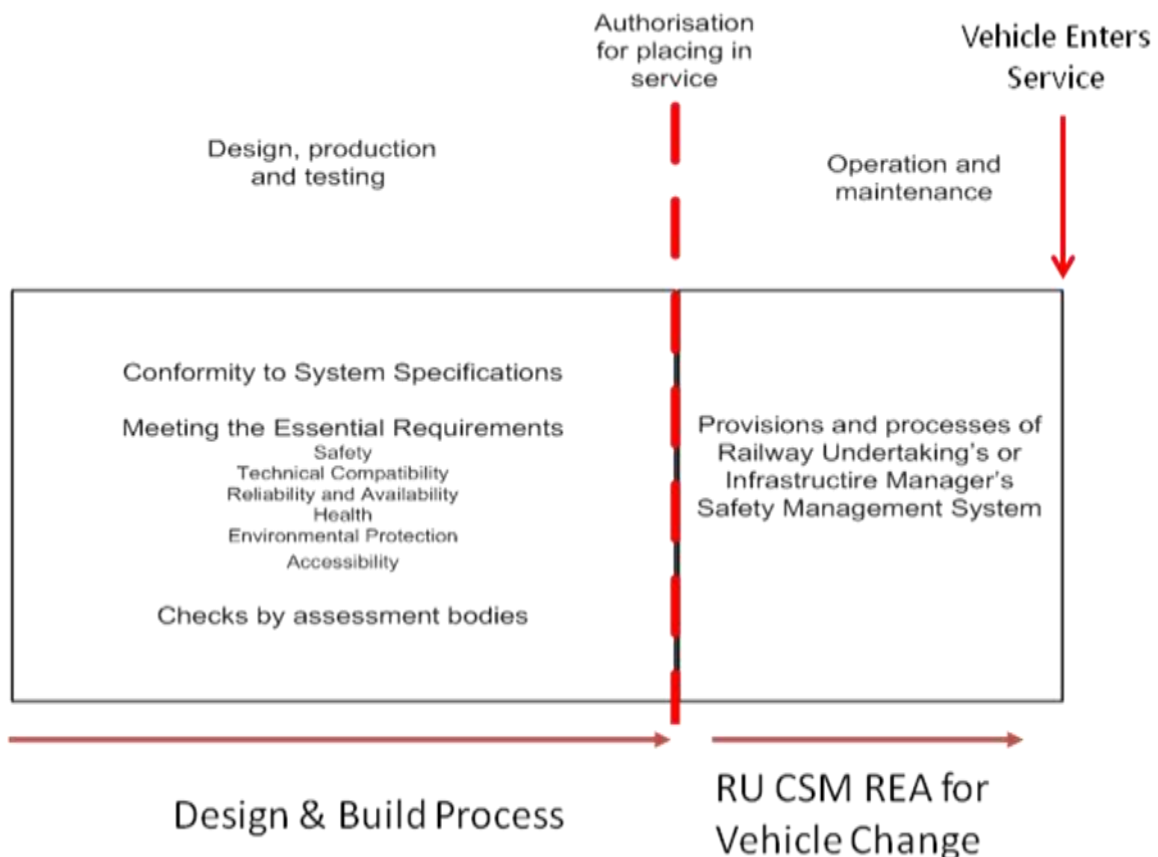 Authorisation
for placing in
service
Vehicle Enters
Service
Design, production
and testing
Operation and
maintenance
Conformity to System Specifications
Meeting the Essential Requirements
Safety
Technical Compatibility
Reliability and Availability
Health
Environmental Protection
Accessibility
Checks by assessment bodies
Provisions and processes of
Railway Undertaking's or
Infrastructire Manager's
Safety Management System
Design & Build Process
RU CSM REA for
Vehicle Change